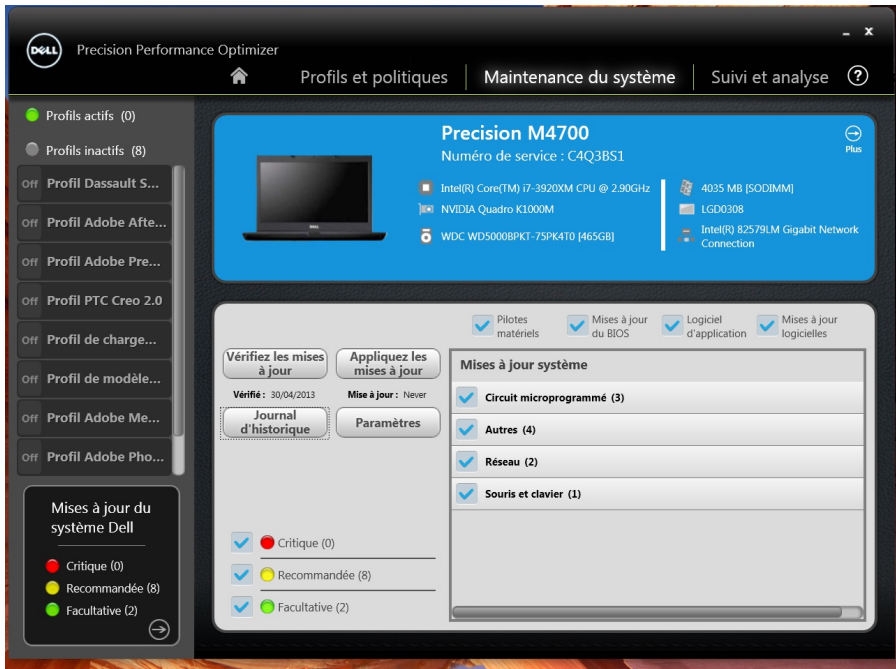 DELL Precision Performance Optimizer
Profils et politiques Maintenance du système Suivi et analyse ?
Profils actifs (0)
Profils inactifs (8)
Off Profil Dassault S...
Off Profil Adobe Afte...
Off Profil Adobe Pre...
Off Profil PTC Creo 2.0
Off Profil de charge...
Off Profil de modèle...
Off Profil Adobe Me...
Off Profil Adobe Pho...
Mises à jour du
système Dell
Critique (0)
Recommandée (8)
Facultative (2)
Precision M4700
Plus
Numéro de service : C4Q3BS1
Intel(R) Core(TM) i7-3920XM CPU @ 2.90GHz
NVIDIA Quadro K1000M
WDC WD5000BPKT-75PK4T0 [465GB]
4035 MB [SODIMM]
LGD0308
Intel(R) 82579LM Gigabit Network
Connection
Pilotes
matériels
Mises à jour
du BIOS
Logiciel
d'application
Mises à jour
logicielles
Vérifiez les mises
à jour
Appliquez les
mises à jour
Vérifié : 30/04/2013 Mise à jour : Never
Journal
d'historique
Paramètres
Critique (0)
Recommandée (8)
Facultative (2)
Mises à jour système
Circuit microprogrammé (3)
Autres (4)
Réseau (2)
Souris et clavier (1)